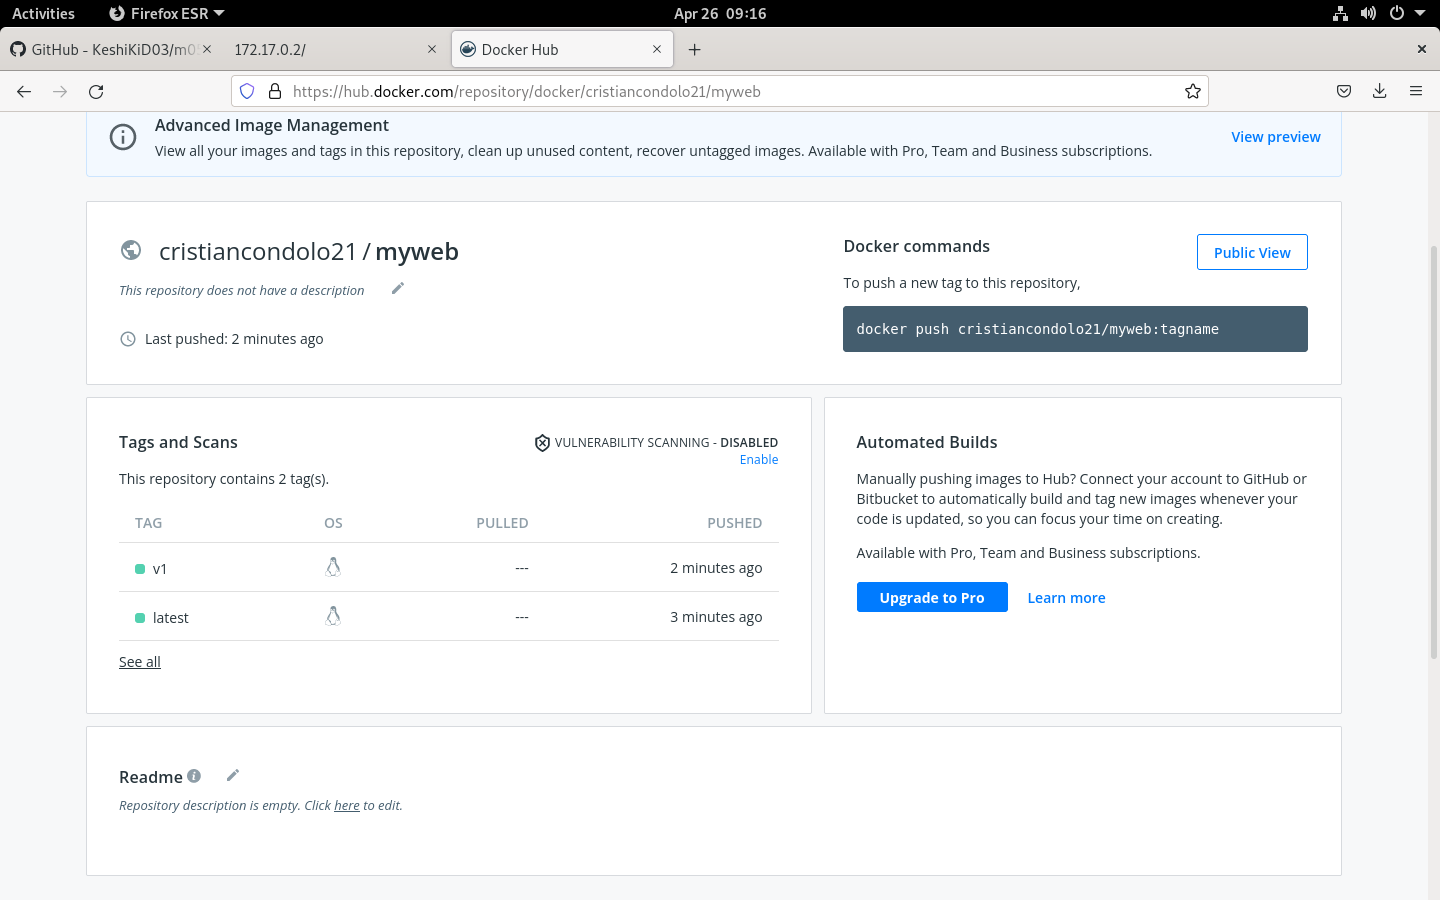 Activities
Firefox ESR
Apr 26 09:16
GitHub - KeshiKiD03/m0
172.17.0.2/
Docker Hub
https://hub.docker.com/repository/docker/cristiancondolo21/myweb
Advanced Image Management
View all your images and tags in this repository, clean up unused content, recover untagged images. Available with Pro, Team and Business subscriptions.
View preview
cristiancondolo21 / myweb
This repository does not have a description
Last pushed: 2 minutes ago
Docker commands
Public View
To push a new tag to this repository,
docker push cristiancondolo21/myweb:tagname
Tags and Scans
VULNERABILITY SCANNING - DISABLED
Enable
This repository contains 2 tag(s).
TAG OS PULLED PUSHED
v1 --- 2 minutes ago
latest --- 3 minutes ago
See all
Automated Builds
Manually pushing images to Hub? Connect your account to GitHub or
Bitbucket to automatically build and tag new images whenever your
code is updated, so you can focus your time on creating.
Available with Pro, Team and Business subscriptions.
Upgrade to Pro
Learn more
Readme
Repository description is empty. Click here to edit.